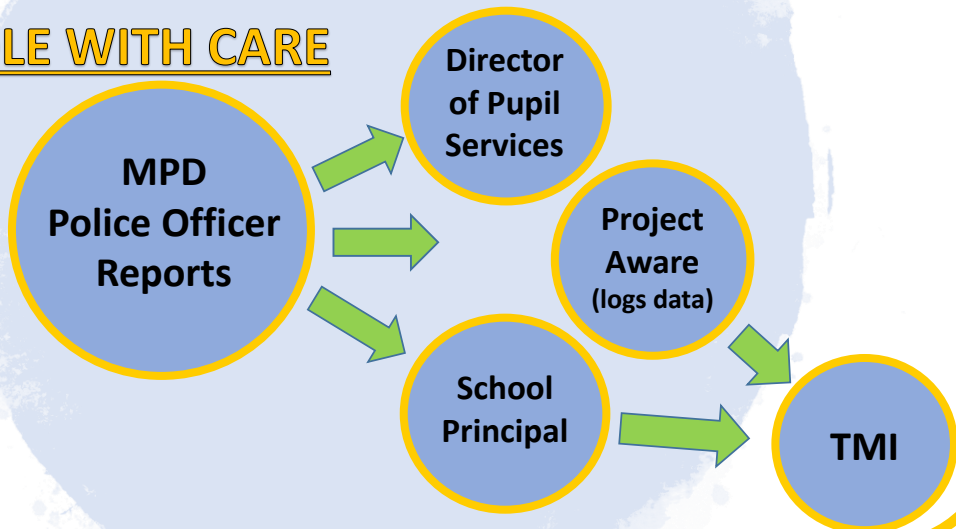 LE WITH CARE
MPD
Police Officer
Reports
Director
of Pupil
Services
Project
Aware
(logs data)
School
Principal
TMI